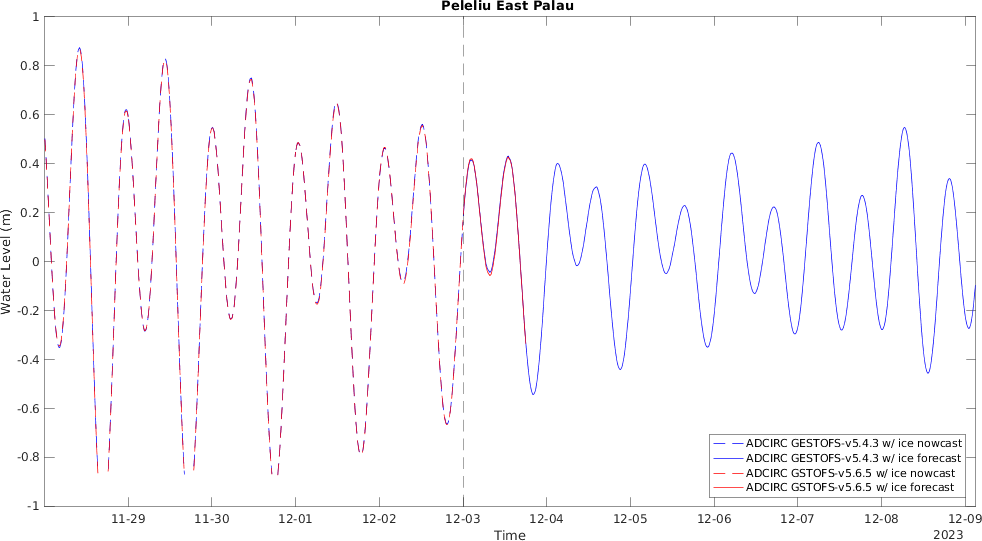 Peleliu East Palau
Water Level (m)
1
0.8
0.6
0.4
0.2
0
-0.2
-0.4
-0.6
-0.8
-1
ADCIRC GESTOFS-v5.4.3 w/ ice nowcast
ADCIRC GESTOFS-v5.4.3 w/ ice forecast
ADCIRC GSTOFS-v5.6.5 w/ ice nowcast
ADCIRC GSTOFS-v5.6.5 w/ ice forecast
11-29 11-30 12-01 12-02 12-03 12-04 12-05 12-06 12-07 12-08 12-09
Time
2023